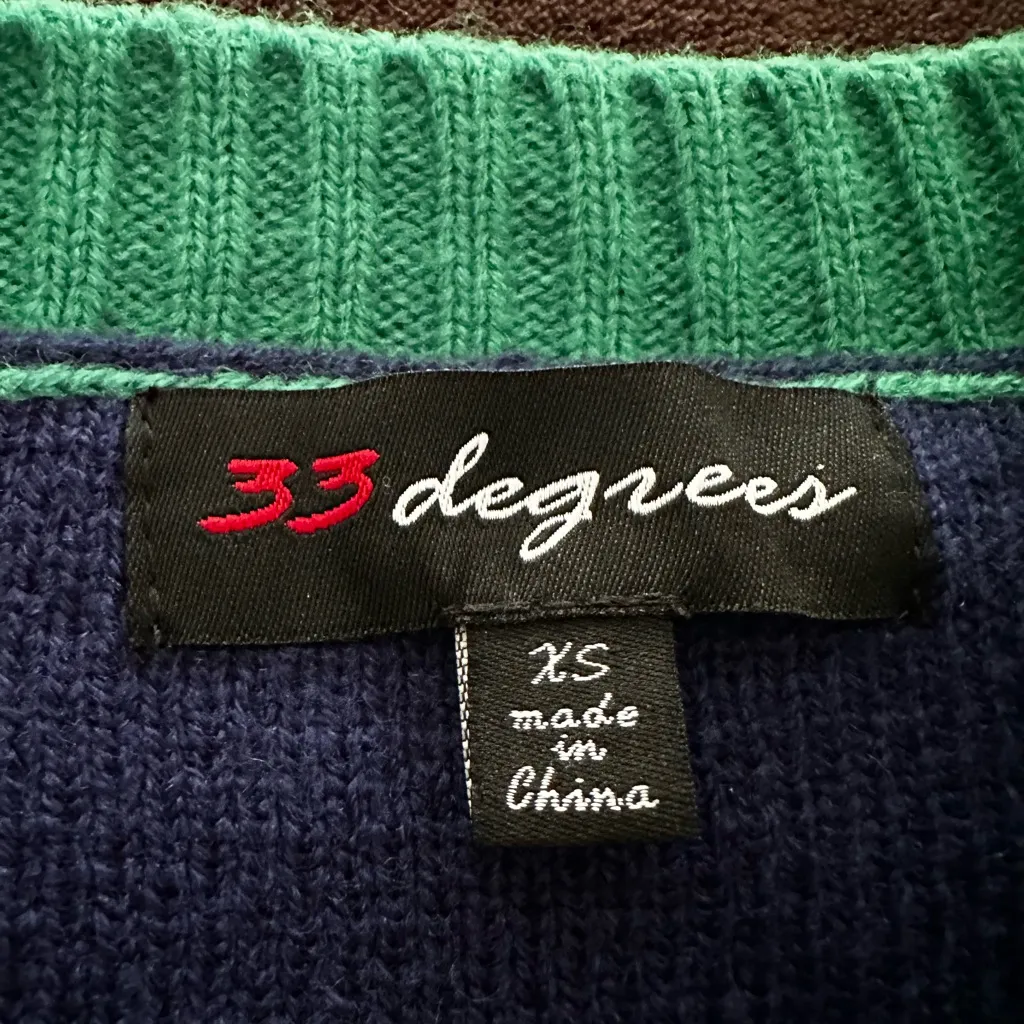 33 degrees
XS
made
in
China